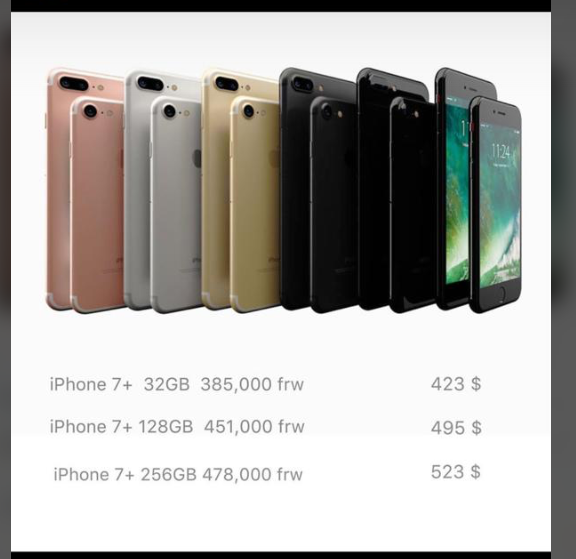 11:24
iPhone 7+ 32GB 385,000 frw 423 $
iPhone 7+ 128GB 451,000 frw 495 $
iPhone 7+ 256GB 478,000 frw 523 $